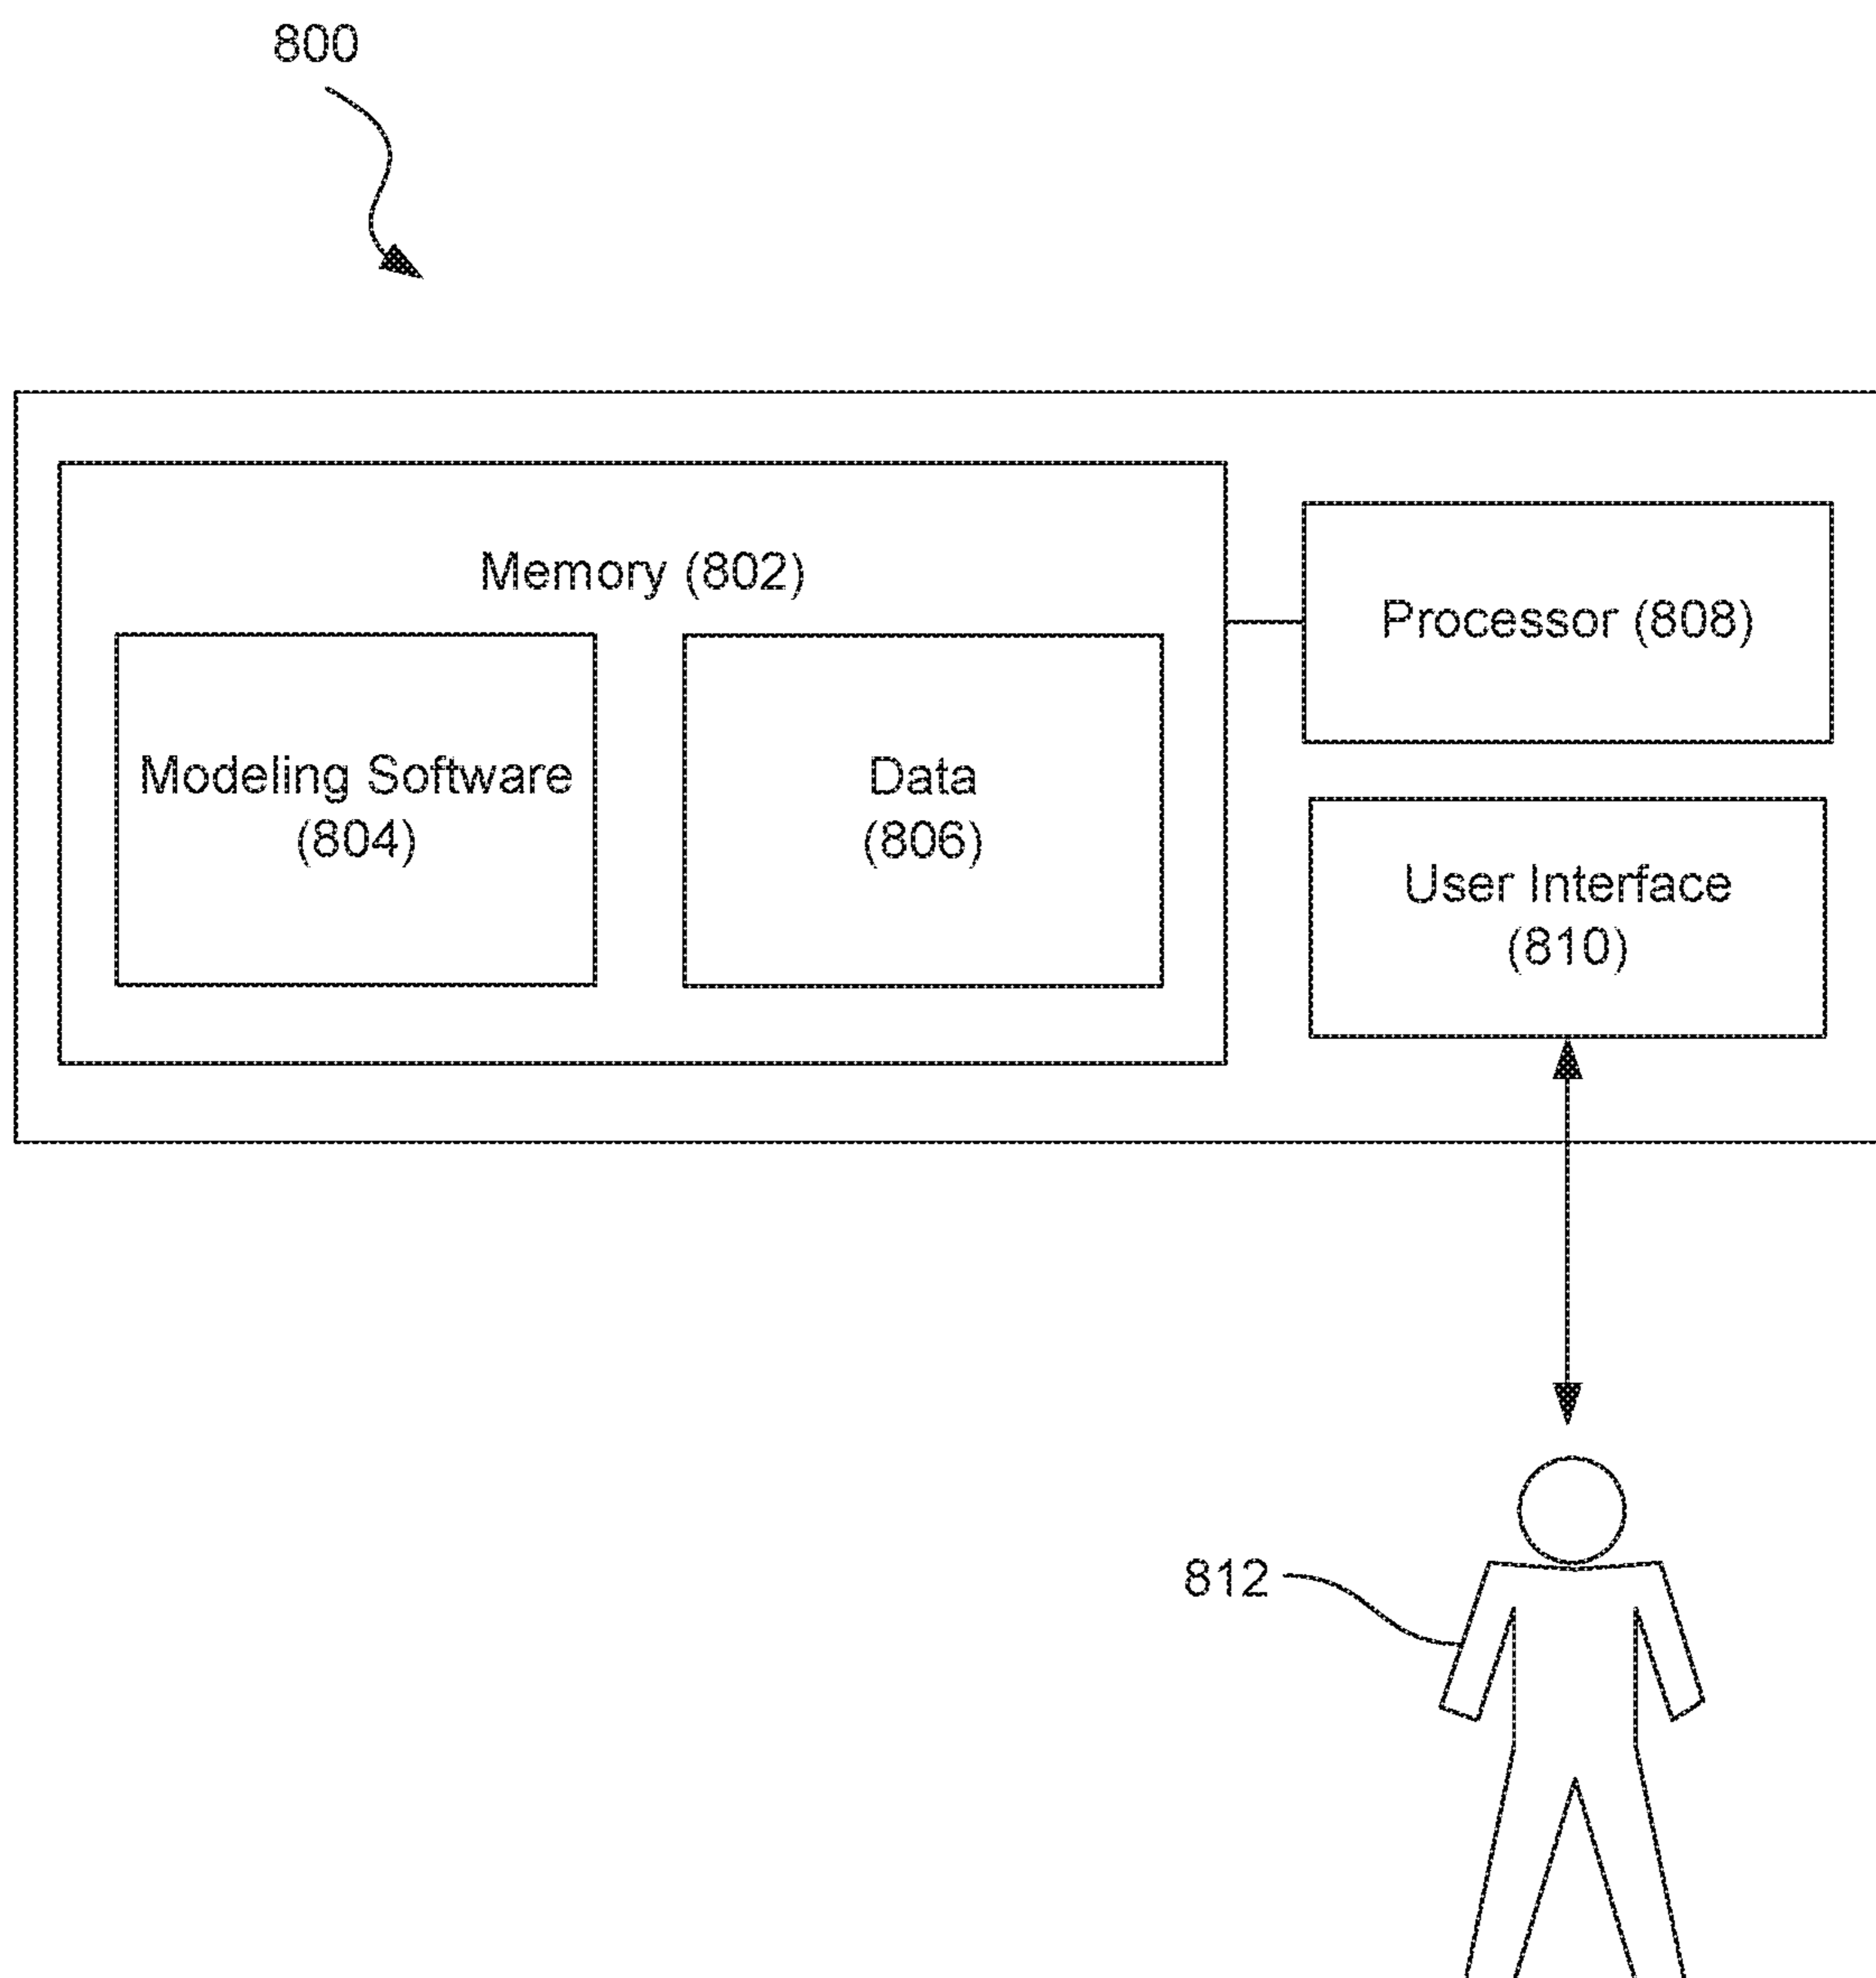 800
Memory (802)
Processor (808)
Modeling Software
(804)
Data
(806)
User Interface
(810)
812